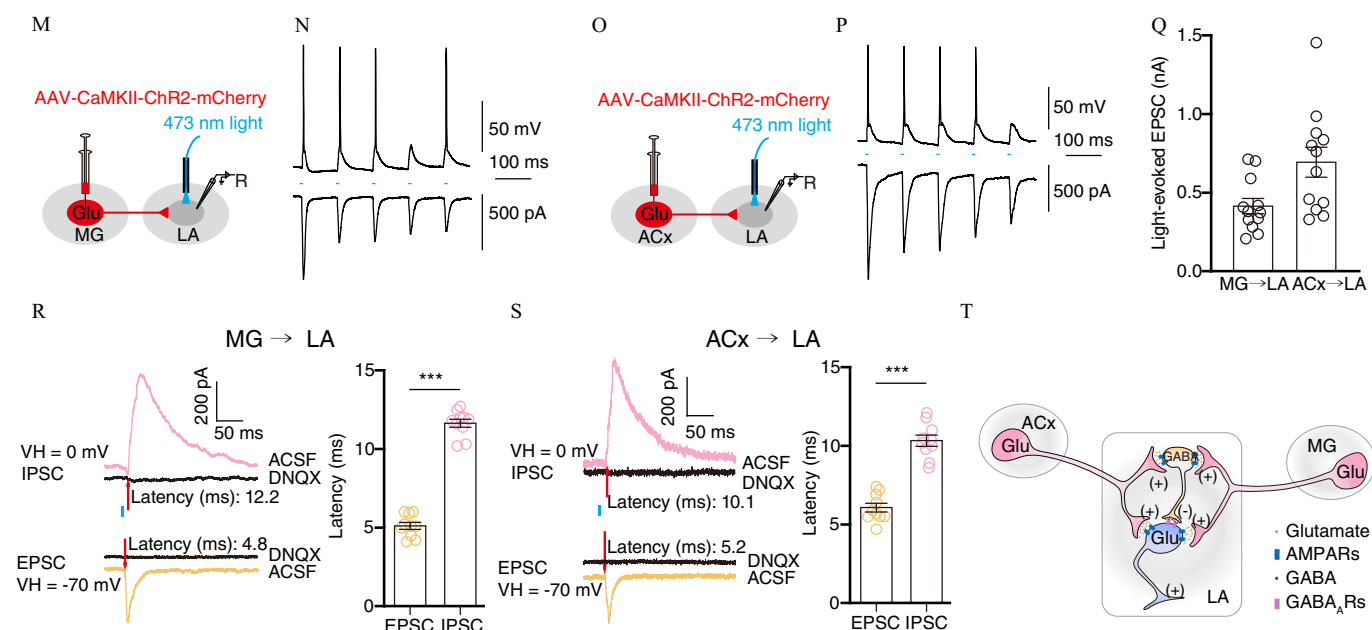 M
AAV-CaMKII-ChR2-mCherry
473 nm light
Glu
MG
LA
R
N
50 mV
100 ms
500 pA
O
AAV-CaMKII-ChR2-mCherry
473 nm light
Glu
ACx
LA
R
P
50 mV
100 ms
500 pA
Q
Light-evoked EPSC (nA)
1.5
1.0
0.5
0.0
MG→LA ACx→LA
R
MG → LA
200 pA
50 ms
VH = 0 mV
IPSC
ACSF
DNQX
Latency (ms): 12.2
Latency (ms): 4.8
EPSC
VH = -70 mV
DNQX
ACSF
Latency (ms)
15
10
5
0
***
EPSC IPSC
S
ACx → LA
200 pA
50 ms
VH = 0 mV
IPSC
ACSF
DNQX
Latency (ms): 10.1
Latency (ms): 5.2
EPSC
VH = -70 mV
DNQX
ACSF
Latency (ms)
15
10
5
0
***
EPSC IPSC
T
ACx
Glu
MG
Glu
GABA
(+)
(+)
(+)
(-)
(+)
Glu
(+)
LA
Glutamate
AMPARs
GABA
GABAARs